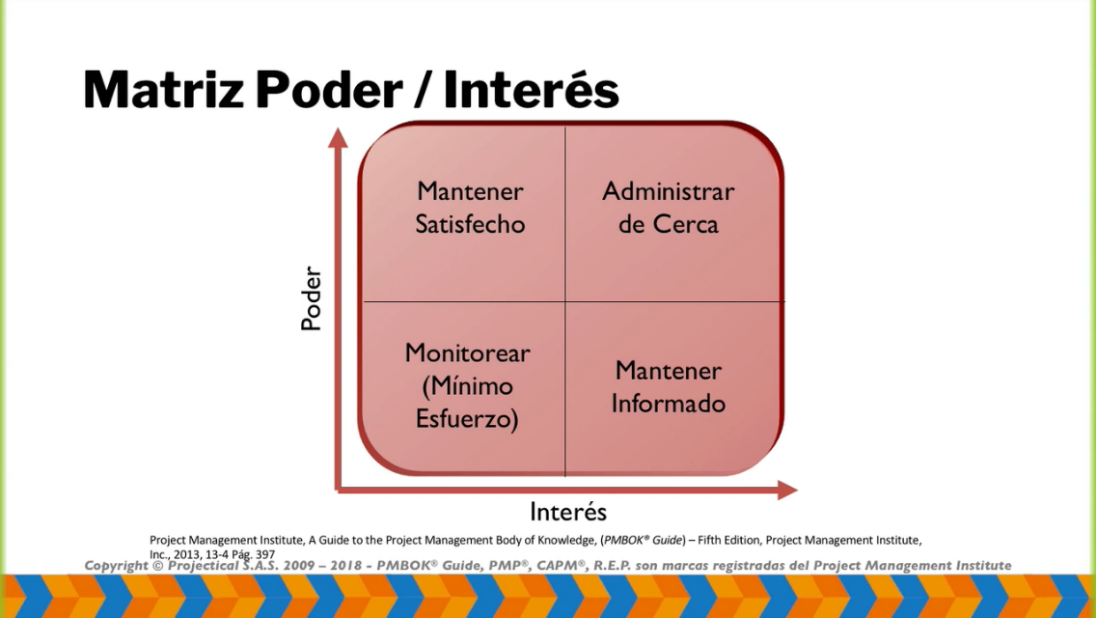 Matriz Poder / Interés
Mantener
Satisfecho
Administrar
de Cerca
Poder
Monitorear
(Mínimo
Esfuerzo)
Mantener
Informado
Interés
Project Management Institute, A Guide to the Project Management Body of Knowledge, (PMBOK® Guide) – Fifth Edition, Project Management Institute,
Inc., 2013, 13-4 Pág. 397
Copyright © Projectical S.A.S. 2009 – 2018 - PMBOK® Guide, PMP®, CAPM®, R.E.P. son marcas registradas del Project Management Institute